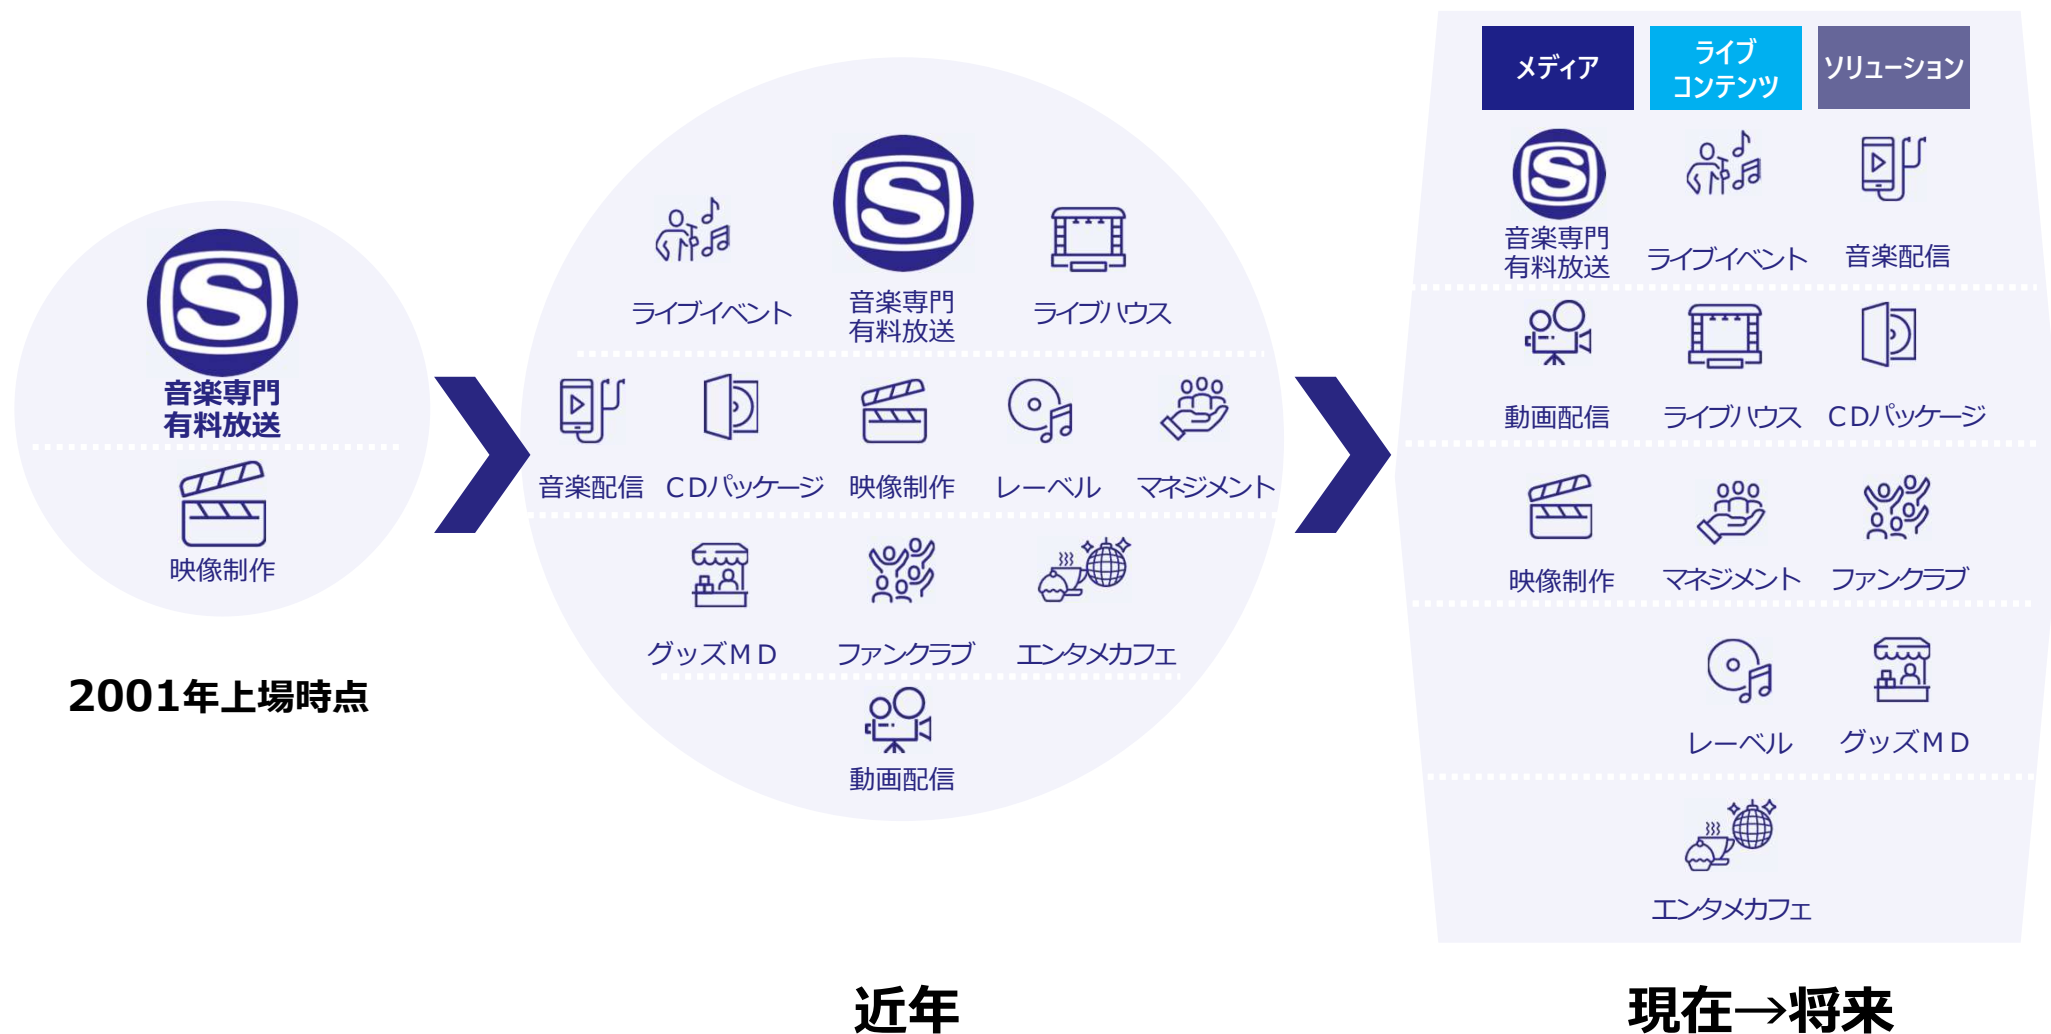 音楽専門
有料放送
映像制作
2001年上場時点
ライブイベント
音楽専門
有料放送
ライブハウス
音楽配信
ＣＤパッケージ
映像制作
レーベル
マネジメント
グッズＭＤ
ファンクラブ
エンタメカフェ
動画配信
近年
メディア
ライブ
コンテンツ
ソリューション
音楽専門
有料放送
ライブイベント
音楽配信
動画配信
ライブハウス
ＣＤパッケージ
映像制作
マネジメント
ファンクラブ
レーベル
グッズＭＤ
エンタメカフェ
現在→将来